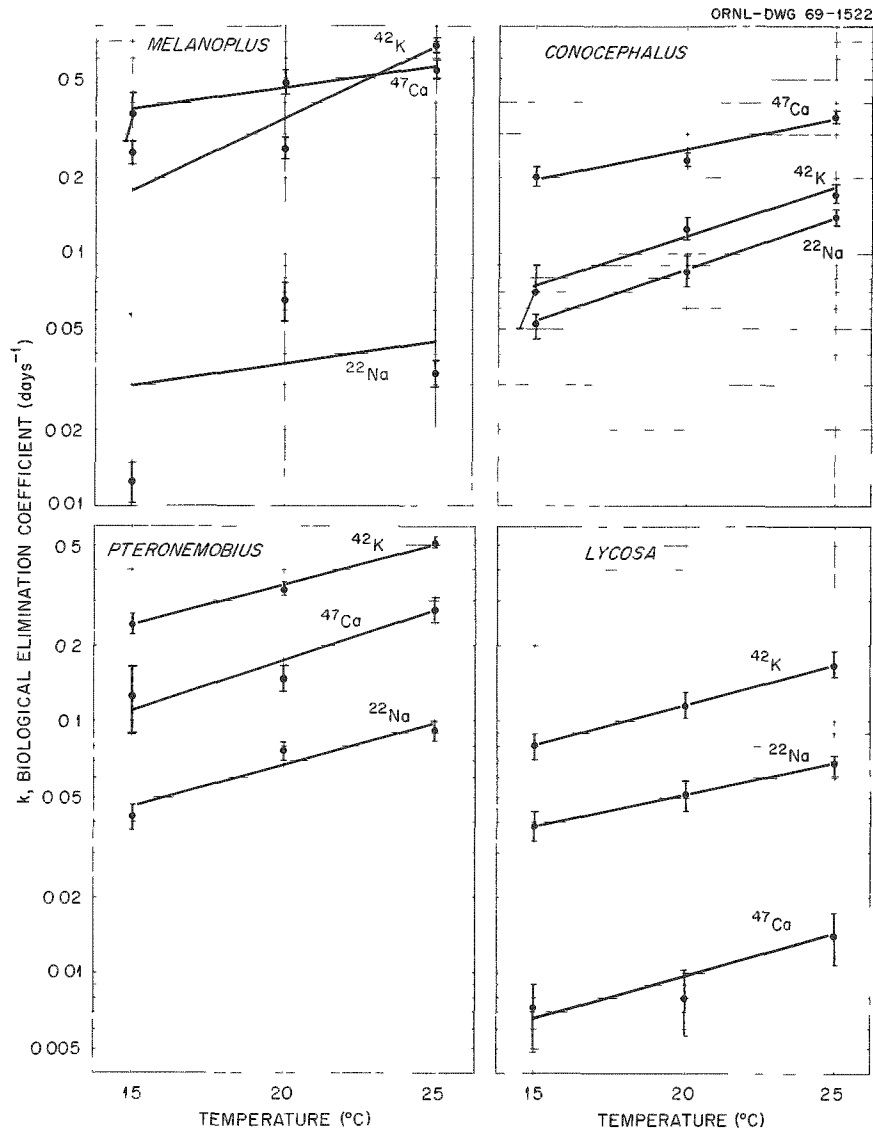 ORNL-DWG 69-1522
MELANOPLUS
42K
47Ca
22Na
CONOCEPHALUS
47Ca
42K
22Na
0 5
0 2
0 1
0 05
0 02
0 01
k, BIOLOGICAL ELIMINATION COEFFICIENT (days⁻¹)
PTERONEMOBIUS
42K
47Ca
22Na
LYCOSA
42K
22Na
47Ca
0 5
0 2
0 1
0 05
0 02
0 01
0 005
15
20
25
15
20
25
TEMPERATURE (°C)
TEMPERATURE (°C)